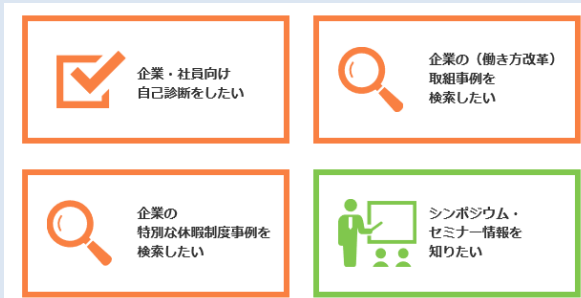 企業・社員向け
自己診断をしたい
企業の（働き方改革）
取組事例を
検索したい
企業の
特別な休暇制度事例を
検索したい
シンポジウム・
セミナー情報を
知りたい